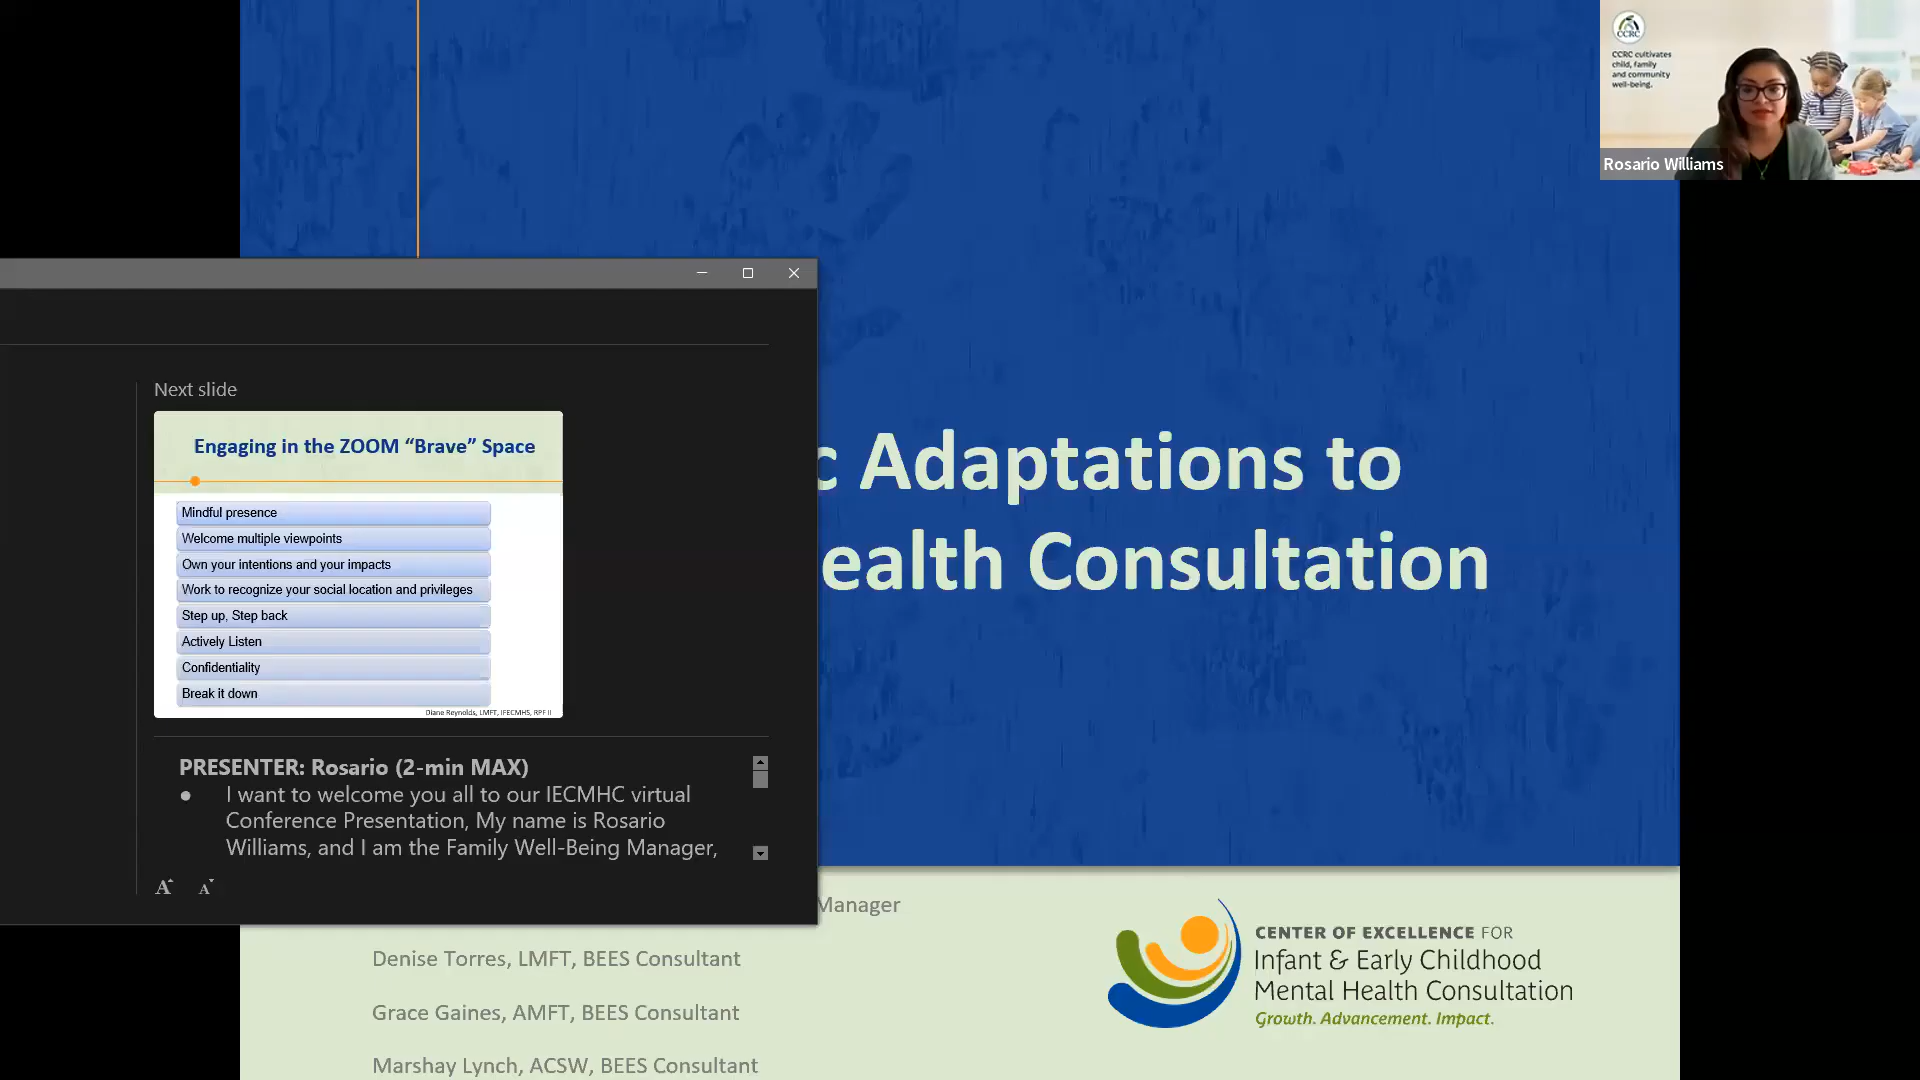 CCRC
CCRC cultivates
child, family
and community
well-being.
Rosario Williams
Next slide
Engaging in the ZOOM “Brave” Space
Mindful presence
Welcome multiple viewpoints
Own your intentions and your impacts
Work to recognize your social location and privileges
Step up, Step back
Actively Listen
Confidentiality
Break it down
Diane Reynolds, LMFT, IFECMHS, RPF II
PRESENTER: Rosario (2-min MAX)
● I want to welcome you all to our IECMHC virtual
Conference Presentation, My name is Rosario
Williams, and I am the Family Well-Being Manager,
A A
c Adaptations to
ealth Consultation
Manager
Denise Torres, LMFT, BEES Consultant
Grace Gaines, AMFT, BEES Consultant
Marshay Lynch, ACSW, BEES Consultant
CENTER OF EXCELLENCE FOR
Infant & Early Childhood
Mental Health Consultation
Growth. Advancement. Impact.